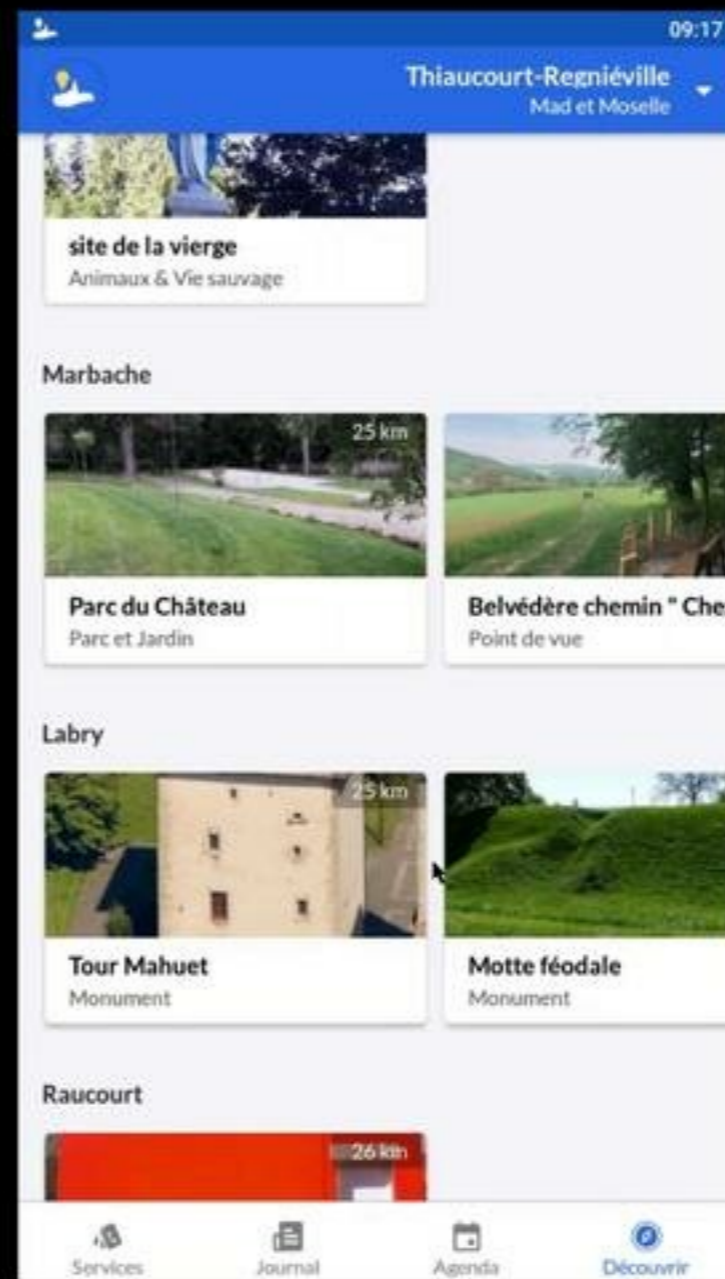 09:17
Thiaucourt-Regniéville
Mad et Moselle
site de la vierge
Animaux & Vie sauvage
Marbache
25 km
Parc du Château
Parc et Jardin
Belvédère chemin " Che
Point de vue
Labry
25 km
Tour Mahuet
Monument
Motte féodale
Monument
Raucourt
26 km
Services
Journal
Agenda
Découvrir